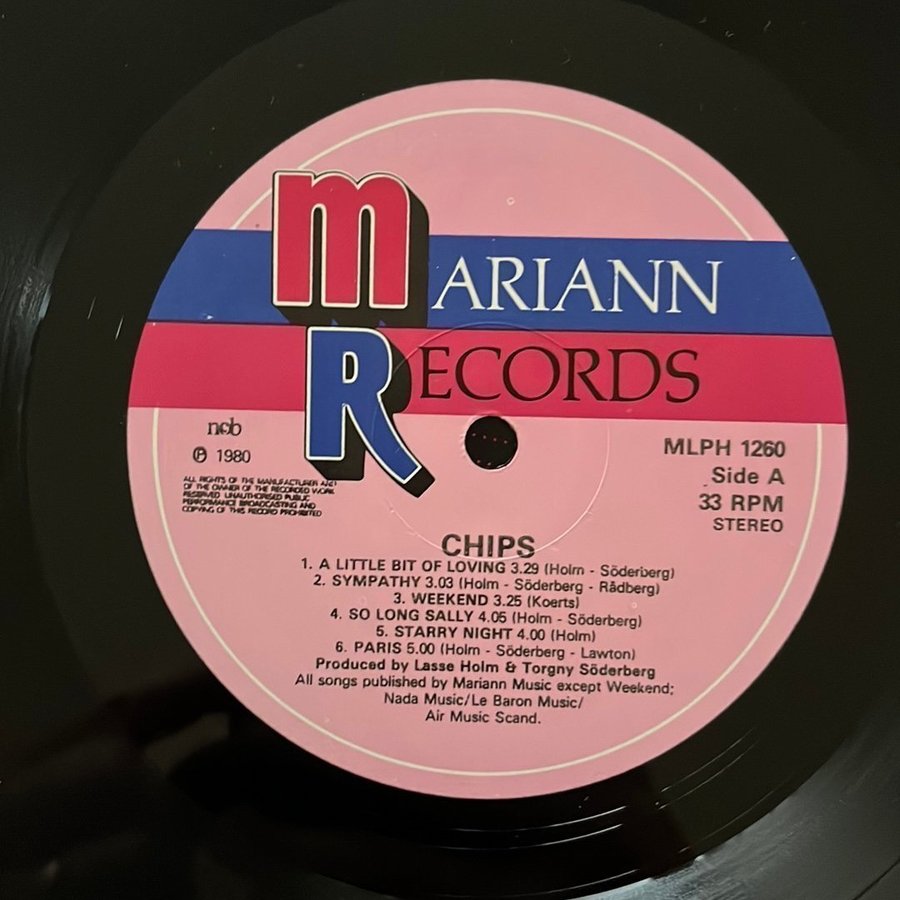 MARIANN
RECORDS
ncb
℗ 1980
ALL RIGHTS OF THE MANUFACTURER AND
OF THE OWNER OF THE RECORDED WORK
RESERVED UNAUTHORISED PUBLIC
PERFORMANCE BROADCASTING AND
COPYING OF THIS RECORD PROHIBITED
MLPH 1260
Side A
33 RPM
STEREO
CHIPS
1. A LITTLE BIT OF LOVING 3.29 (Holm - Söderberg)
2. SYMPATHY 3.03 (Holm - Söderberg - Rådberg)
3. WEEKEND 3.25 (Koerts)
4. SO LONG SALLY 4.05 (Holm - Söderberg)
5. STARRY NIGHT 4.00 (Holm)
6. PARIS 5.00 (Holm - Söderberg - Lawton)
Produced by Lasse Holm & Torgny Söderberg
All songs published by Mariann Music except Weekend;
Nada Music/Le Baron Music/
Air Music Scand.